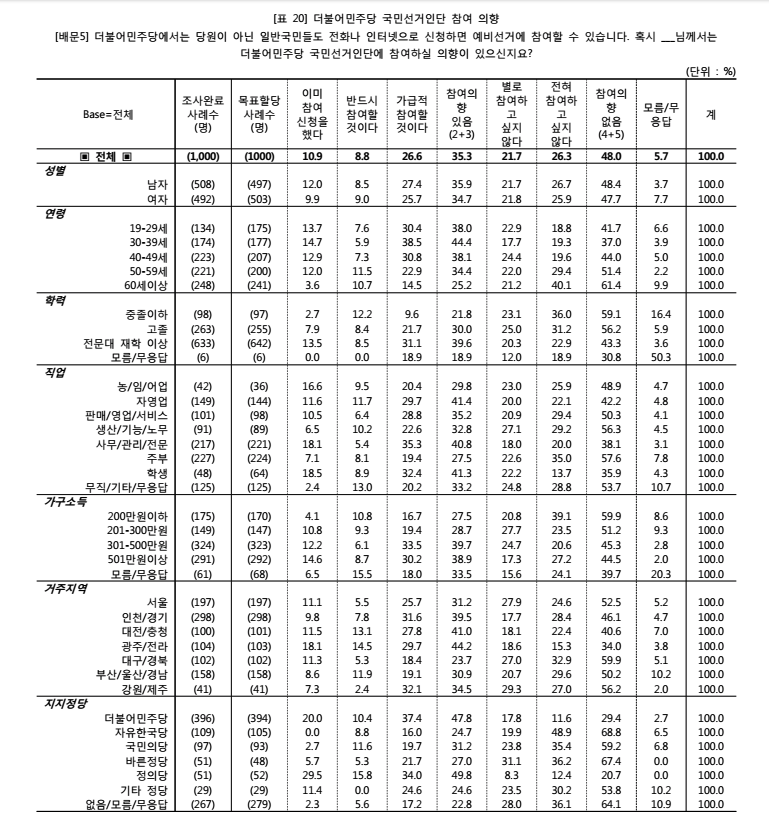 [표 20] 더불어민주당 국민선거인단 참여 의향
[배문5] 더불어민주당에서는 당원이 아닌 일반국민들도 전화나 인터넷으로 신청하면 예비선거에 참여할 수 있습니다. 혹시 __님께서는
더불어민주당 국민선거인단에 참여하실 의향이 있으신지요?
(단위 : %)
Base=전체 조사완료 사례수 (명) 목표할당 사례수 (명) 이미 참여 신청을 했다 반드시 참여할 것이다 가급적 참여할 것이다 참여의향 있음 (2+3) 별로 참여하고 싶지 않다 전혀 참여하고 싶지 않다 참여의향 없음 (4+5) 모름/무응답 계
▣ 전체 ▣ (1,000) (1000) 10.9 8.8 26.6 35.3 21.7 26.3 48.0 5.7 100.0
성별
남자 (508) (497) 12.0 8.5 27.4 35.9 21.7 26.7 48.4 3.7 100.0
여자 (492) (503) 9.9 9.0 25.7 34.7 21.8 25.9 47.7 7.7 100.0
연령
19-29세 (134) (175) 13.7 7.6 30.4 38.0 22.9 18.8 41.7 6.6 100.0
30-39세 (174) (177) 14.7 5.9 38.5 44.4 17.7 19.3 37.0 3.9 100.0
40-49세 (223) (207) 12.9 7.3 30.8 38.1 24.4 19.6 44.0 5.0 100.0
50-59세 (221) (200) 12.0 11.5 22.9 34.4 22.0 29.4 51.4 2.2 100.0
60세이상 (248) (241) 3.6 10.7 14.5 25.2 21.2 40.1 61.4 9.9 100.0
학력
중졸이하 (98) (97) 2.7 12.2 9.6 21.8 23.1 36.0 59.1 16.4 100.0
고졸 (263) (255) 7.9 8.4 21.7 30.0 25.0 31.2 56.2 5.9 100.0
전문대 재학 이상 (633) (642) 13.5 8.5 31.1 39.6 20.3 22.9 43.3 3.6 100.0
모름/무응답 (6) (6) 0.0 0.0 18.9 18.9 12.0 18.9 30.8 50.3 100.0
직업
농/임/어업 (42) (36) 16.6 9.5 20.4 29.8 23.0 25.9 48.9 4.7 100.0
자영업 (149) (144) 11.6 11.7 29.7 41.4 20.0 22.1 42.2 4.8 100.0
판매/영업/서비스 (101) (98) 10.5 6.4 28.8 35.2 20.9 29.4 50.3 4.1 100.0
생산/기능/노무 (91) (89) 6.5 10.2 22.6 32.8 27.1 29.2 56.3 4.5 100.0
사무/관리/전문 (217) (221) 18.1 5.4 35.3 40.8 18.0 20.0 38.1 3.1 100.0
주부 (227) (224) 7.1 8.1 19.4 27.5 22.6 35.0 57.6 7.8 100.0
학생 (48) (64) 18.5 8.9 32.4 41.3 22.2 13.7 35.9 4.3 100.0
무직/기타/무응답 (125) (125) 2.4 13.0 20.2 33.2 24.8 28.8 53.7 10.7 100.0
가구소득
200만원이하 (175) (170) 4.1 10.8 16.7 27.5 20.8 39.1 59.9 8.6 100.0
201-300만원 (149) (147) 10.8 9.3 19.4 28.7 27.7 23.5 51.2 9.3 100.0
301-500만원 (324) (323) 12.2 6.1 33.5 39.7 24.7 20.6 45.3 2.8 100.0
501만원이상 (291) (292) 14.6 8.7 30.2 38.9 17.3 27.2 44.5 2.0 100.0
모름/무응답 (61) (68) 6.5 15.5 18.0 33.5 15.6 24.1 39.7 20.3 100.0
거주지역
서울 (197) (197) 11.1 5.5 25.7 31.2 27.9 24.6 52.5 5.2 100.0
인천/경기 (298) (298) 9.8 7.8 31.6 39.5 17.7 28.4 46.1 4.7 100.0
대전/충청 (100) (101) 11.5 13.1 27.8 41.0 18.1 22.4 40.6 7.0 100.0
광주/전라 (104) (103) 18.1 14.5 29.7 44.2 18.6 15.3 34.0 3.8 100.0
대구/경북 (102) (102) 11.3 5.3 18.4 23.7 27.0 32.9 59.9 5.1 100.0
부산/울산/경남 (158) (158) 8.6 11.9 19.1 30.9 20.7 29.6 50.2 10.2 100.0
강원/제주 (41) (41) 7.3 2.4 32.1 34.5 29.3 27.0 56.2 2.0 100.0
지지정당
더불어민주당 (396) (394) 20.0 10.4 37.4 47.8 17.8 11.6 29.4 2.7 100.0
자유한국당 (109) (105) 0.0 8.8 16.0 24.7 19.9 48.9 68.8 6.5 100.0
국민의당 (97) (93) 2.7 11.6 19.7 31.2 23.8 35.4 59.2 6.8 100.0
바른정당 (51) (48) 5.7 5.3 21.7 27.0 31.1 36.2 67.4 0.0 100.0
정의당 (51) (52) 29.5 15.8 34.0 49.8 8.3 12.4 20.7 0.0 100.0
기타 정당 (29) (29) 11.4 0.0 24.6 24.6 23.5 30.2 53.8 10.2 100.0
없음/모름/무응답 (267) (279) 2.3 5.6 17.2 22.8 28.0 36.1 64.1 10.9 100.0